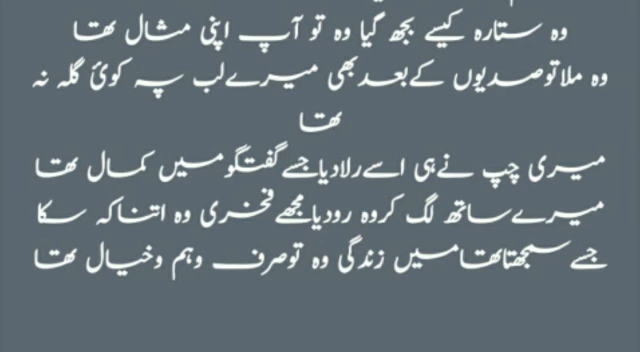 وہ ستارہ کیسے بجھ گیا وہ تو آپ اپنی مثال تھا
وہ ملا تو صدیوں کے بعد بھی میرے لب پہ کوئ گلہ نہ
تھا
میری چپ نے ہی اسے رلا دیا جسے گفتگو میں کمال تھا
میرے ساتھ لگ کر وہ رو دیا مجھے فخری وہ اتنا کہ سکا
جسے سمجھتا تھا میں زندگی وہ تو صرف وہم و خیال تھا